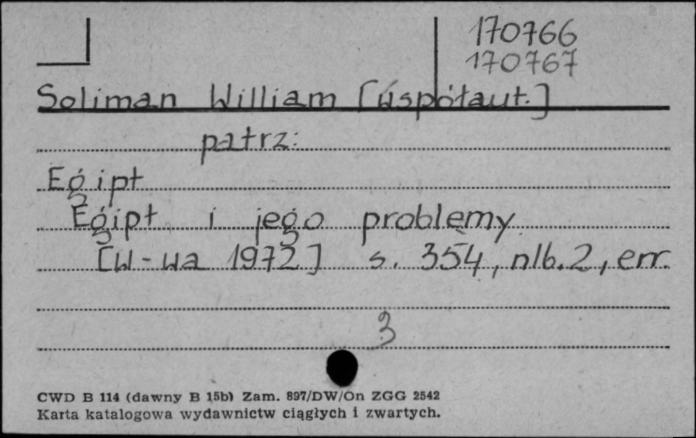 170766
170767
Soliman William [współaut.]
patrz:
Egipt
Egipt i jego problemy.
[W-wa 1972] s. 354, nlb. 2, err.
3
CWD B 114 (dawny B 15b) Zam. 897/DW/On ZGG 2542
Karta katalogowa wydawnictw ciągłych i zwartych.